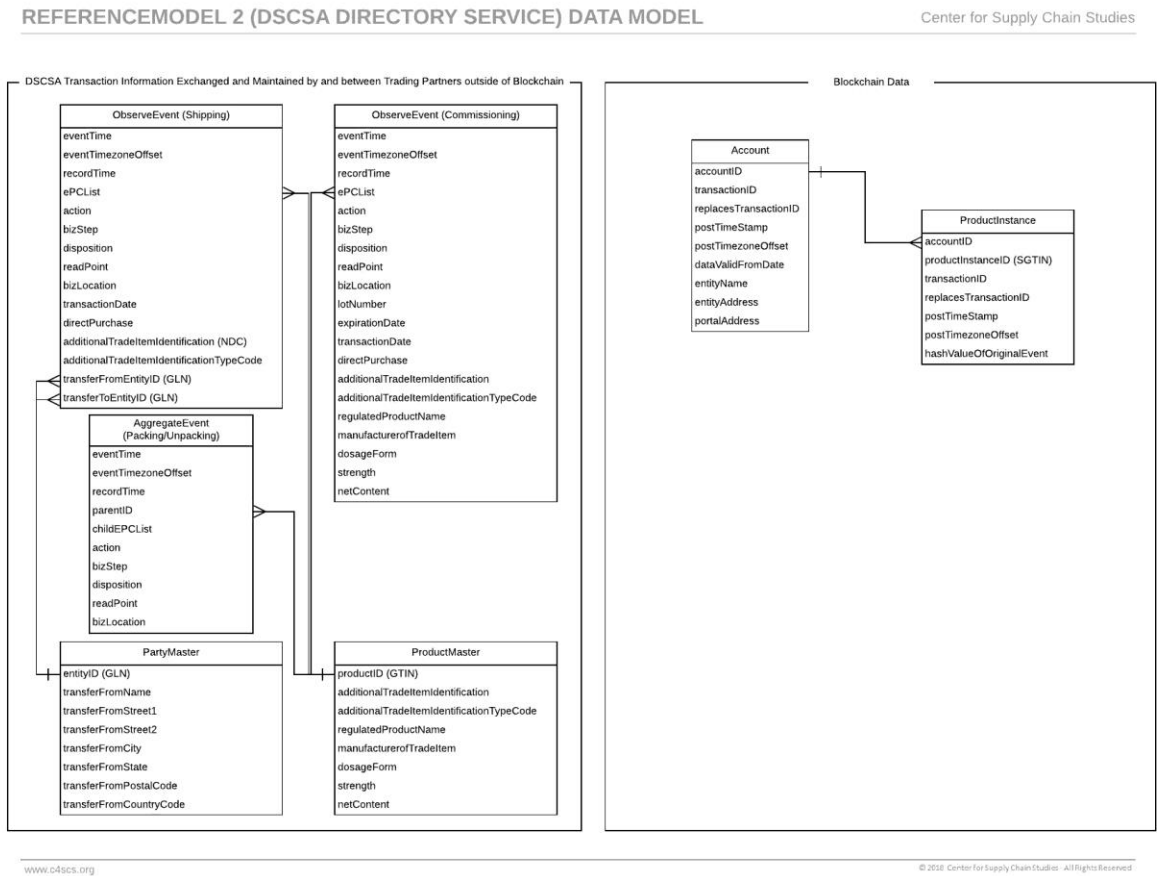 REFERENCEMODEL 2 (DSCSA DIRECTORY SERVICE) DATA MODEL
Center for Supply Chain Studies
DSCSA Transaction Information Exchanged and Maintained by and between Trading Partners outside of Blockchain
ObserveEvent (Shipping)
eventTime
eventTimezoneOffset
recordTime
ePCList
action
bizStep
disposition
readPoint
bizLocation
transactionDate
directPurchase
additionalTradeItemIdentification (NDC)
additionalTradeItemIdentificationTypeCode
transferFromEntityID (GLN)
transferToEntityID (GLN)
AggregateEvent
(Packing/Unpacking)
eventTime
eventTimezoneOffset
recordTime
parentID
childEPCList
action
bizStep
disposition
readPoint
bizLocation
PartyMaster
entityID (GLN)
transferFromName
transferFromStreet1
transferFromStreet2
transferFromCity
transferFromState
transferFromPostalCode
transferFromCountryCode
ObserveEvent (Commissioning)
eventTime
eventTimezoneOffset
recordTime
ePCList
action
bizStep
disposition
readPoint
bizLocation
lotNumber
expirationDate
transactionDate
directPurchase
additionalTradeItemIdentification
additionalTradeItemIdentificationTypeCode
regulatedProductName
manufacturerofTradeItem
dosageForm
strength
netContent
ProductMaster
productID (GTIN)
additionalTradeItemIdentification
additionalTradeItemIdentificationTypeCode
regulatedProductName
manufacturerofTradeItem
dosageForm
strength
netContent
Blockchain Data
Account
accountID
transactionID
replacesTransactionID
postTimeStamp
postTimezoneOffset
dataValidFromDate
entityName
entityAddress
portalAddress
ProductInstance
accountID
productInstanceID (SGTIN)
transactionID
replacesTransactionID
postTimeStamp
postTimezoneOffset
hashValueOfOriginalEvent
www.c4scs.org
© 2018 Center for Supply Chain Studies - All Rights Reserved